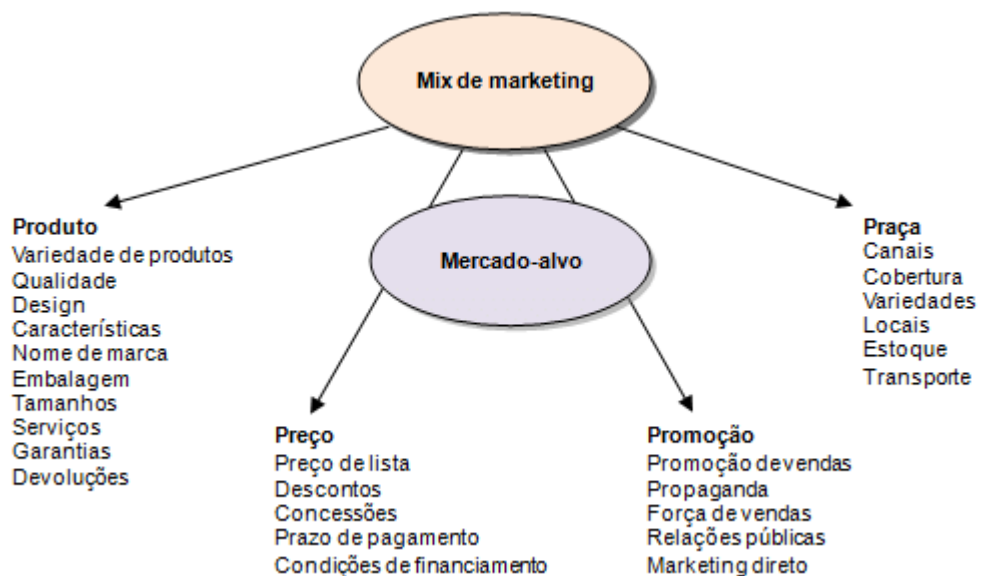 Mix de marketing
Mercado-alvo
Produto
Variedade de produtos
Qualidade
Design
Características
Nome de marca
Embalagem
Tamanhos
Serviços
Garantias
Devoluções
Preço
Preço de lista
Descontos
Concessões
Prazo de pagamento
Condições de financiamento
Promoção
Promoção de vendas
Propaganda
Força de vendas
Relações públicas
Marketing direto
Praça
Canais
Cobertura
Variedades
Locais
Estoque
Transporte